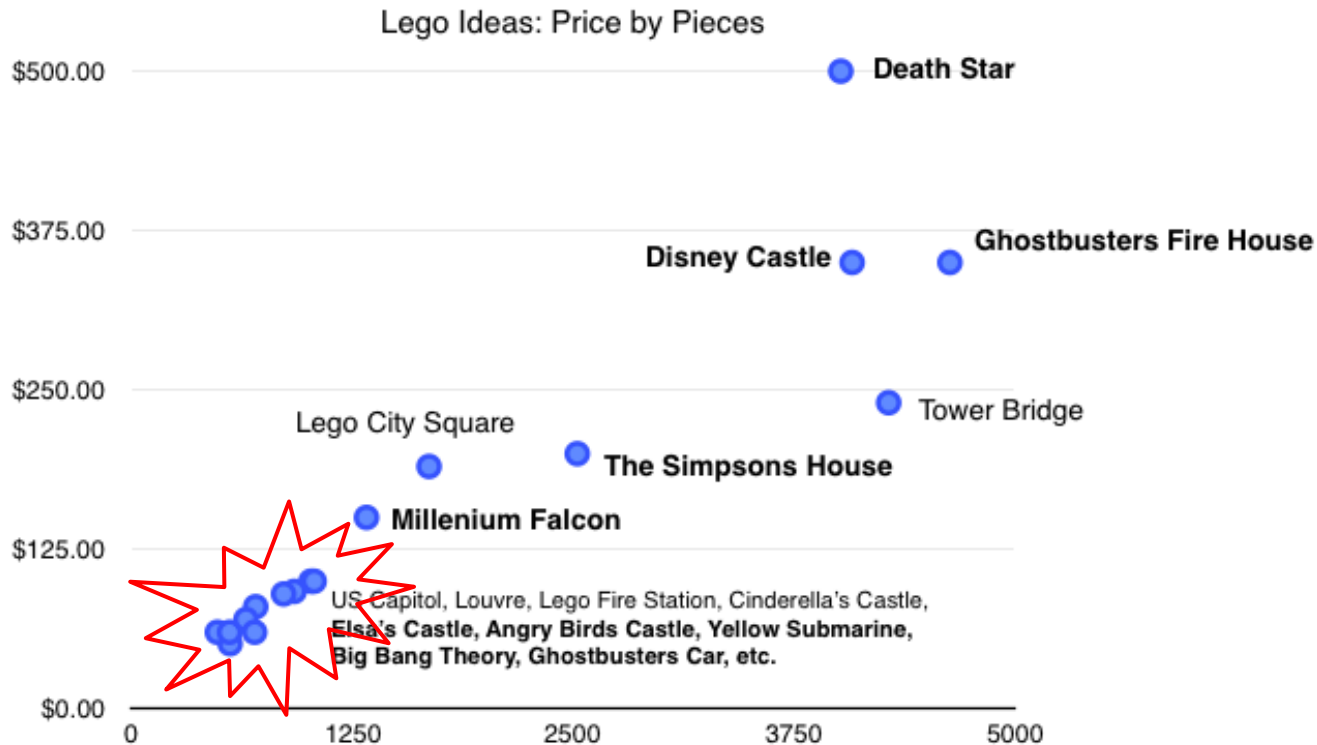 Lego Ideas: Price by Pieces
$500.00
Death Star
$375.00
Ghostbusters Fire House
Disney Castle
$250.00
Tower Bridge
Lego City Square
The Simpsons House
Millenium Falcon
$125.00
US Capitol, Louvre, Lego Fire Station, Cinderella's Castle,
Elsa's Castle, Angry Birds Castle, Yellow Submarine,
Big Bang Theory, Ghostbusters Car, etc.
$0.00
0 1250 2500 3750 5000